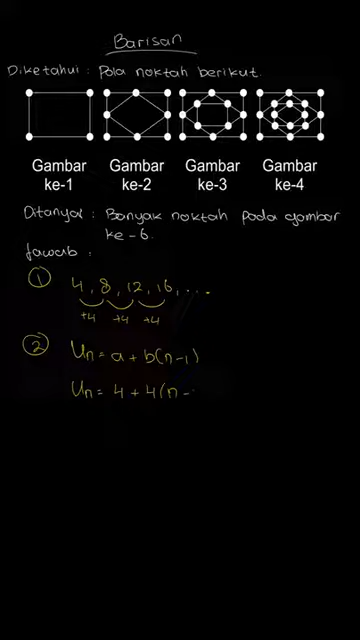 Barisan
Diketahui : Pola noktah berikut.
Gambar ke-1
Gambar ke-2
Gambar ke-3
Gambar ke-4
Ditanya : Banyak noktah pada gambar
ke-6.
Jawab :
① 4, 8, 12, 16, ...
+4 +4 +4
② Un = a + b(n-1)
Un = 4 + 4(n-